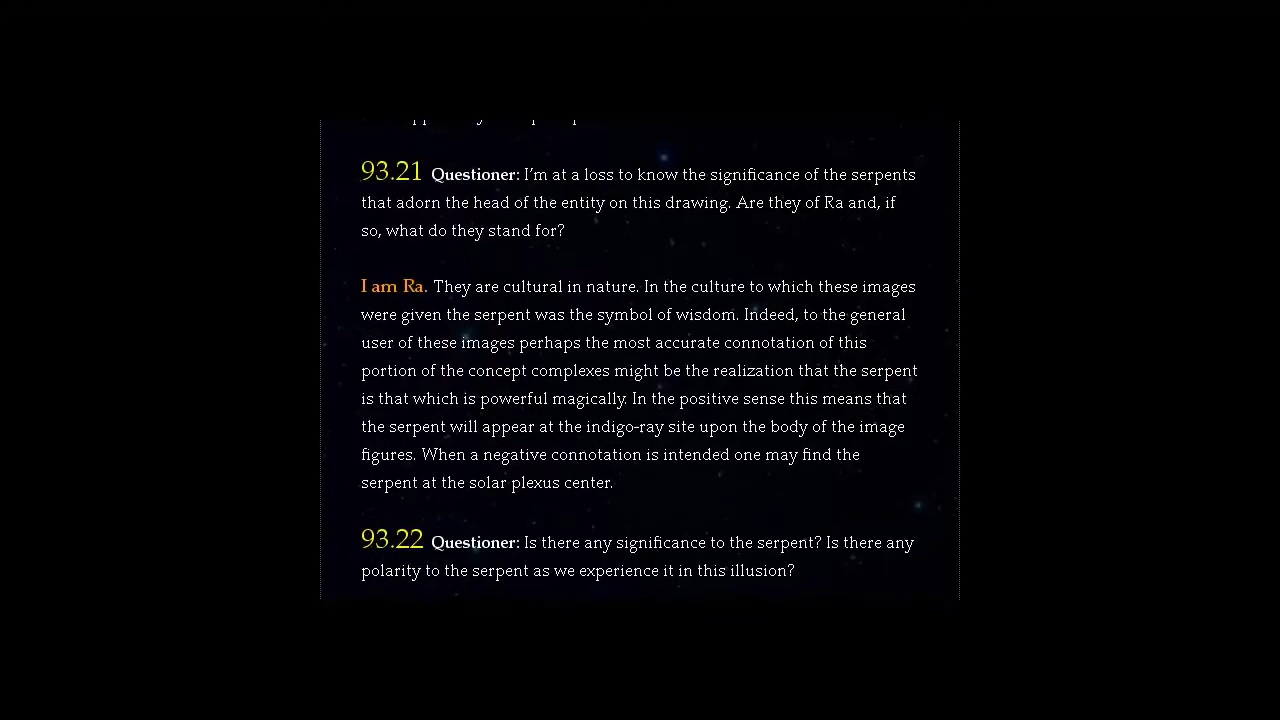 93.21 Questioner: I'm at a loss to know the significance of the serpents
that adorn the head of the entity on this drawing. Are they of Ra and, if
so, what do they stand for?
I am Ra. They are cultural in nature. In the culture to which these images
were given the serpent was the symbol of wisdom. Indeed, to the general
user of these images perhaps the most accurate connotation of this
portion of the concept complexes might be the realization that the serpent
is that which is powerful magically. In the positive sense this means that
the serpent will appear at the indigo-ray site upon the body of the image
figures. When a negative connotation is intended one may find the
serpent at the solar plexus center.
93.22 Questioner: Is there any significance to the serpent? Is there any
polarity to the serpent as we experience it in this illusion?